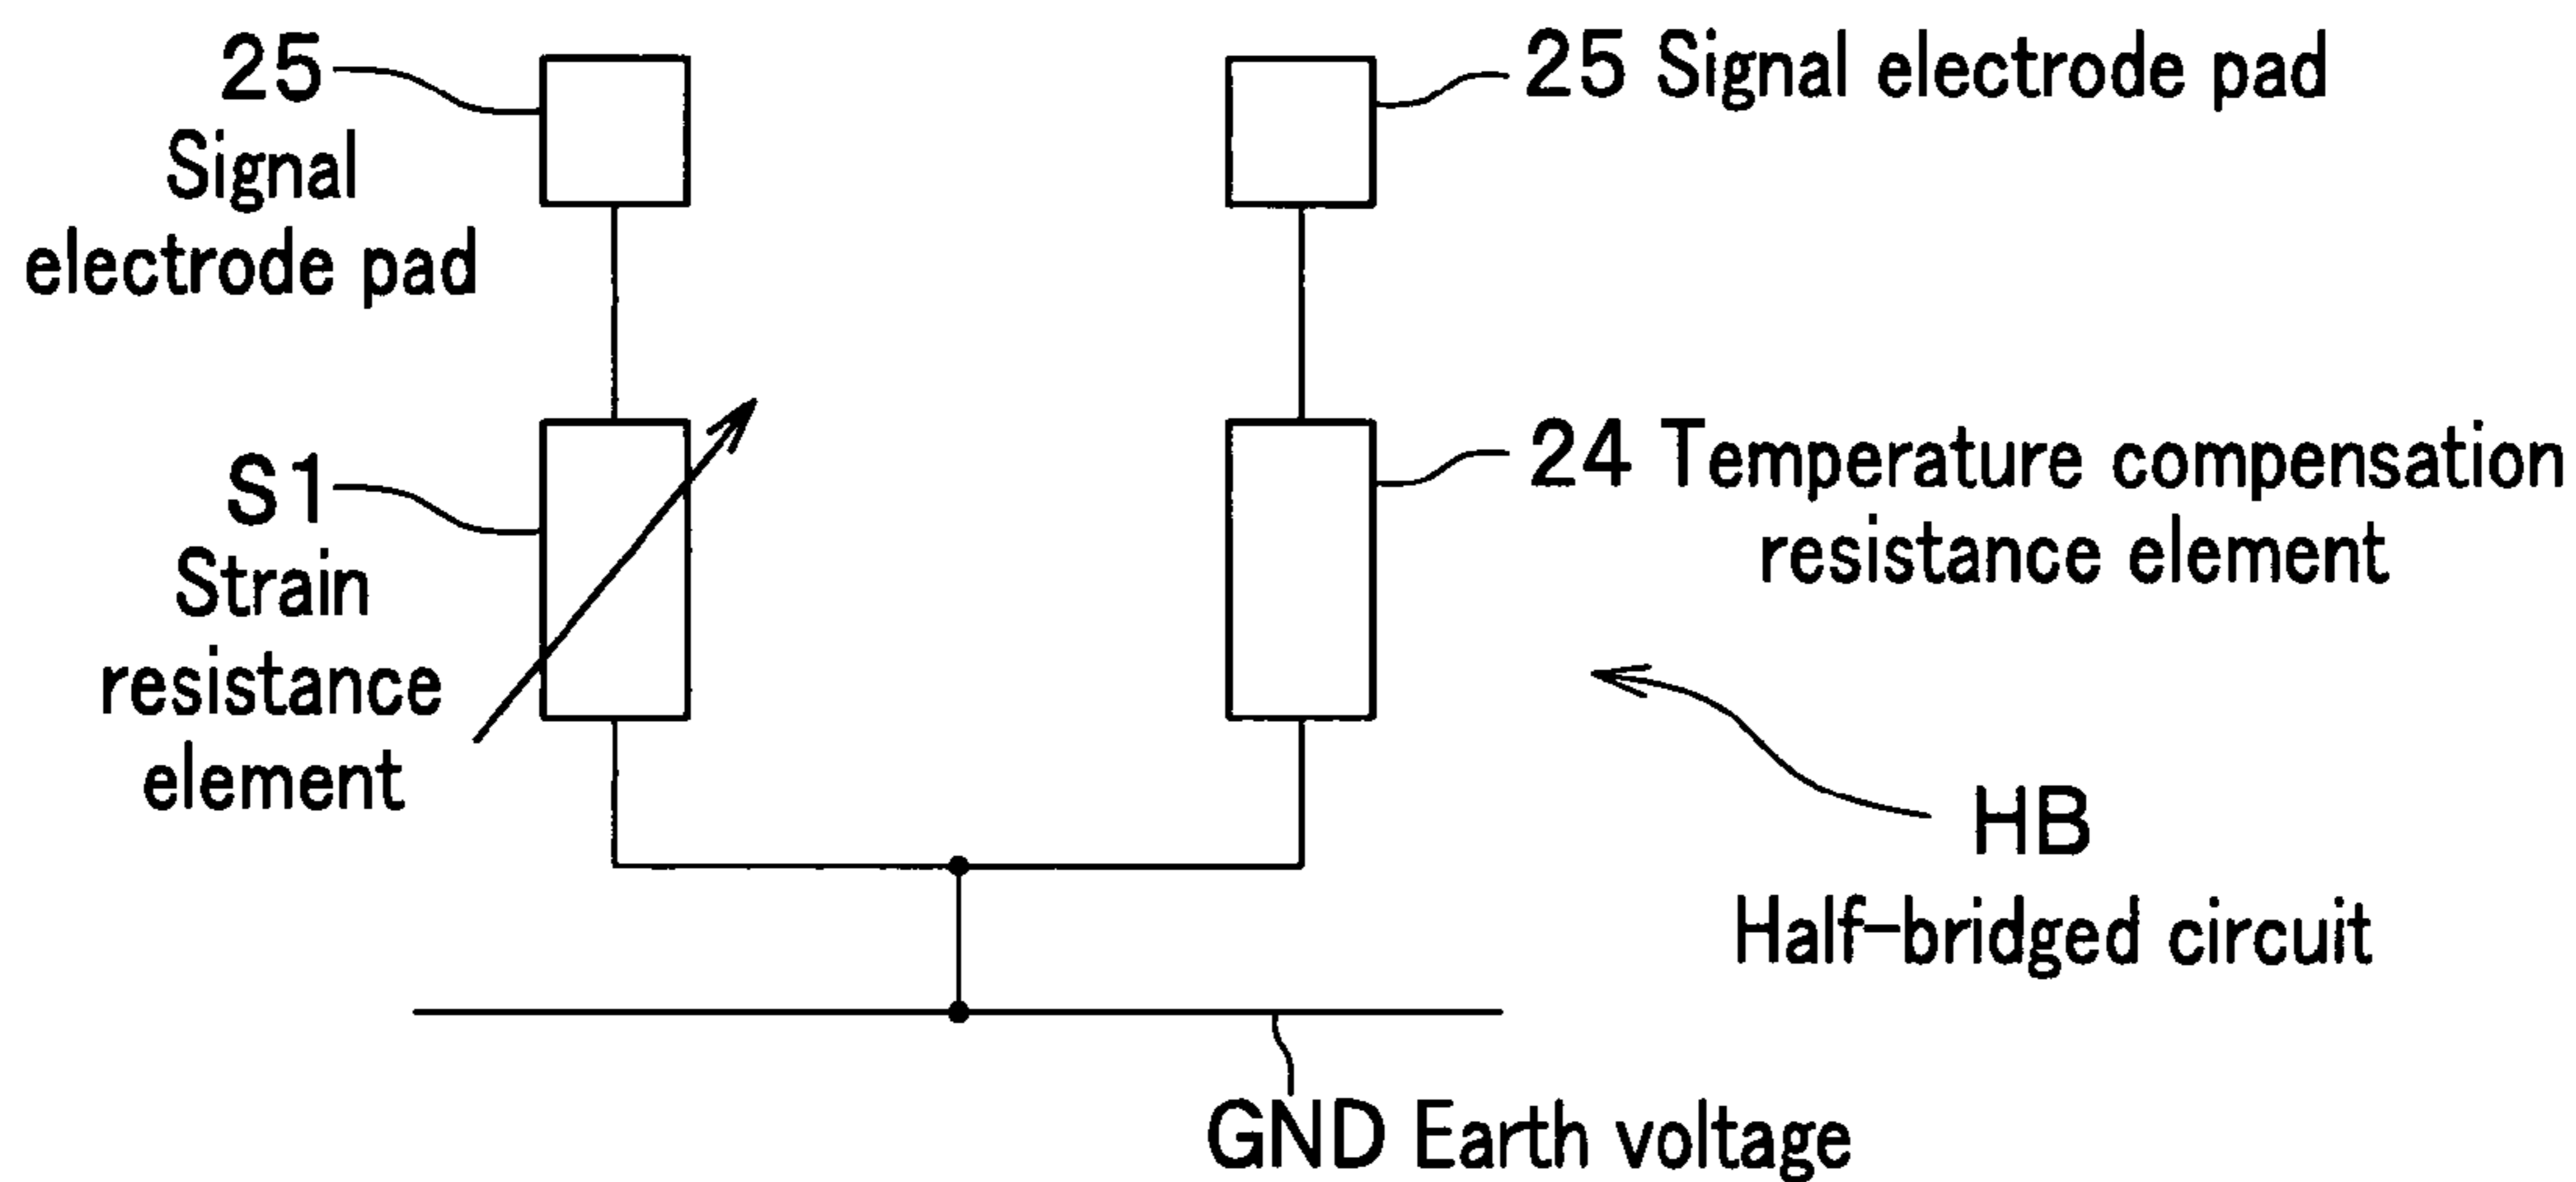 25
Signal
electrode pad
25 Signal electrode pad
S1
Strain
resistance
element
24 Temperature compensation
resistance element
HB
Half-bridged circuit
GND Earth voltage